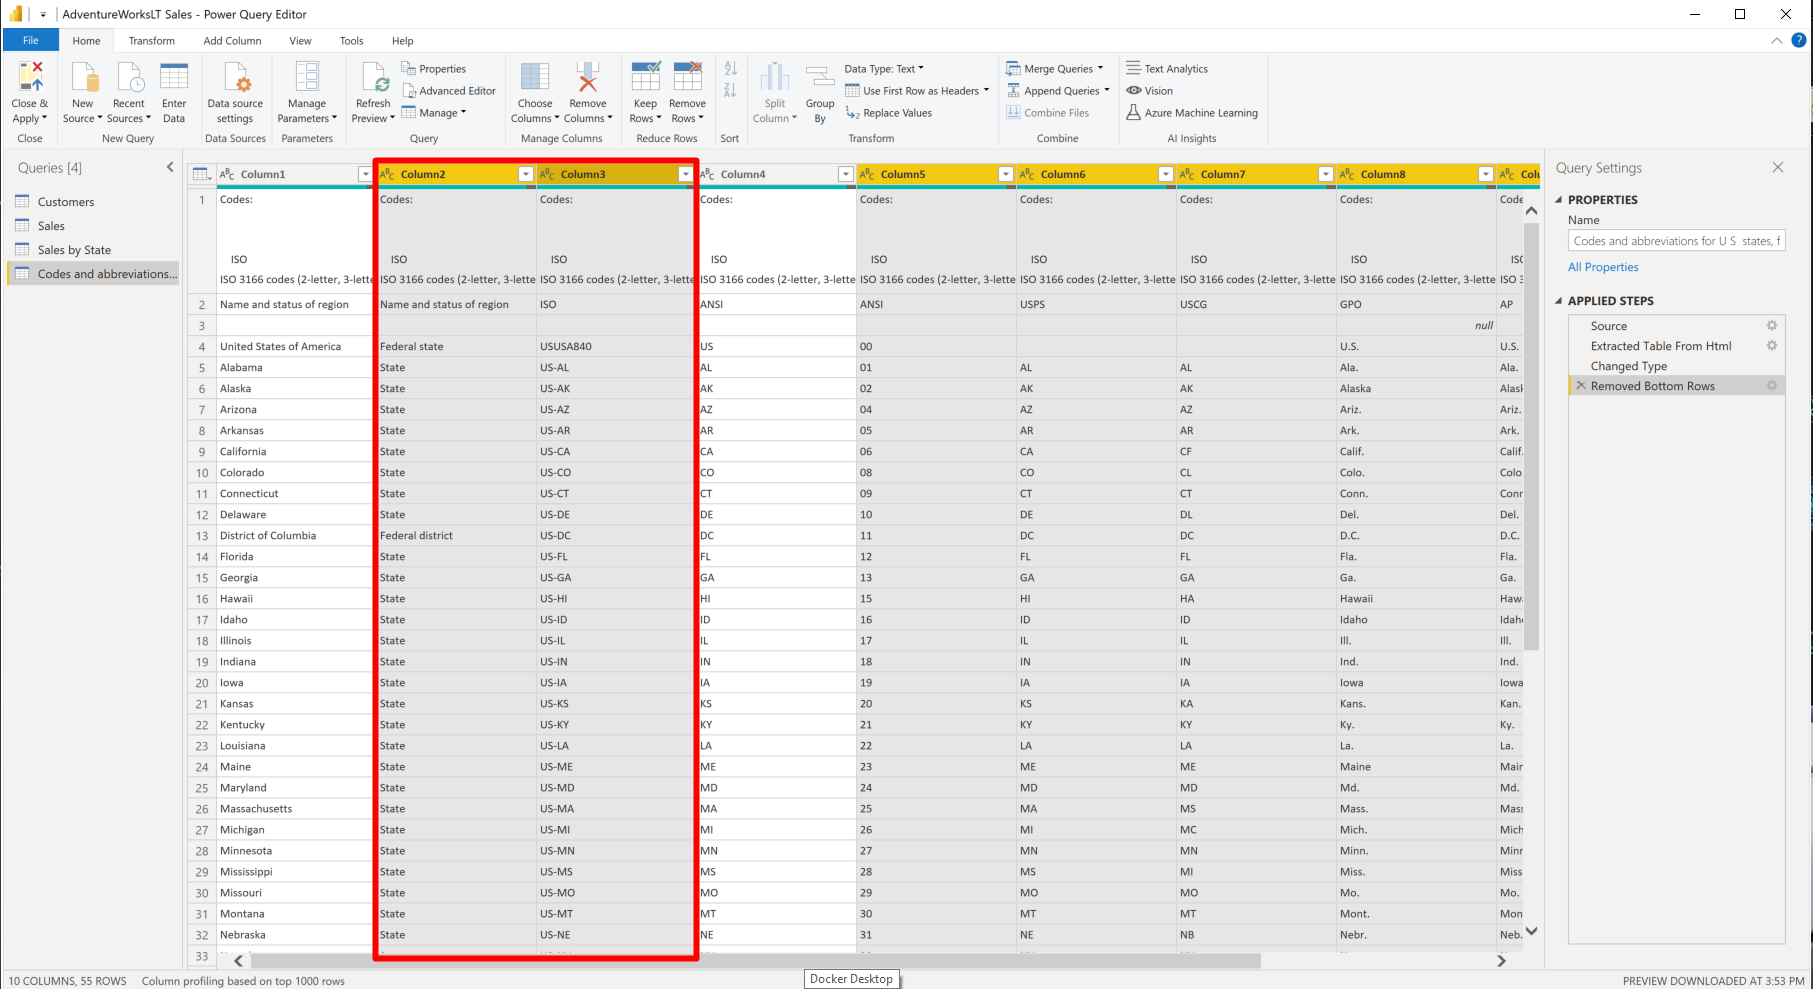 AdventureWorksLT Sales - Power Query Editor
File Home Transform Add Column View Tools Help
Close & Apply New Source Recent Sources Enter Data Data source settings Manage Parameters Refresh Preview Properties Advanced Editor Manage Choose Columns Remove Columns Keep Rows Remove Rows Split Column Group By Data Type: Text Use First Row as Headers Replace Values Merge Queries Append Queries Combine Files Text Analytics Vision Azure Machine Learning
Close New Query Data Sources Parameters Query Manage Columns Reduce Rows Sort Transform Combine AI Insights
Queries [4]
Customers
Sales
Sales by State
Codes and abbreviations...
Column1 Column2 Column3 Column4 Column5 Column6 Column7 Column8 Colu
1 Codes: Codes: Codes: Codes: Codes: Codes: Codes: Codes: Code
ISO ISO ISO ISO ISO ISO ISO ISO ISC
ISO 3166 codes (2-letter, 3-lette ISO 3166 codes (2-letter, 3-lette ISO 3166 codes (2-letter, 3-lette ISO 3166 codes (2-letter, 3-lette ISO 3166 codes (2-letter, 3-lette ISO 3166 codes (2-letter, 3-lette ISO 3166 codes (2-letter, 3-lette ISO 3166 codes (2-letter, 3-lette ISO 3
2 Name and status of region Name and status of region ISO ANSI ANSI USPS USCG GPO AP
3 null
4 United States of America Federal state USUSA840 US 00 U.S. U.S.
5 Alabama State US-AL AL 01 AL AL Ala. Ala.
6 Alaska State US-AK AK 02 AK AK Alaska Alask
7 Arizona State US-AZ AZ 04 AZ AZ Ariz. Ariz.
8 Arkansas State US-AR AR 05 AR AR Ark. Ark.
9 California State US-CA CA 06 CA CF Calif. Calif.
10 Colorado State US-CO CO 08 CO CL Colo. Colo
11 Connecticut State US-CT CT 09 CT CT Conn. Conr
12 Delaware State US-DE DE 10 DE DL Del. Del.
13 District of Columbia Federal district US-DC DC 11 DC DC D.C. D.C.
14 Florida State US-FL FL 12 FL FL Fla. Fla.
15 Georgia State US-GA GA 13 GA GA Ga. Ga.
16 Hawaii State US-HI HI 15 HI HA Hawaii Haw
17 Idaho State US-ID ID 16 ID ID Idaho Idah
18 Illinois State US-IL IL 17 IL IL Ill. Ill.
19 Indiana State US-IN IN 18 IN IN Ind. Ind.
20 Iowa State US-IA IA 19 IA IA Iowa Iowa
21 Kansas State US-KS KS 20 KS KA Kans. Kan.
22 Kentucky State US-KY KY 21 KY KY Ky. Ky.
23 Louisiana State US-LA LA 22 LA LA La. La.
24 Maine State US-ME ME 23 ME ME Maine Main
25 Maryland State US-MD MD 24 MD MD Md. Md.
26 Massachusetts State US-MA MA 25 MA MS Mass. Mass
27 Michigan State US-MI MI 26 MI MC Mich. Mich
28 Minnesota State US-MN MN 27 MN MN Minn. Minr
29 Mississippi State US-MS MS 28 MS MI Miss. Miss
30 Missouri State US-MO MO 29 MO MO Mo. Mo.
31 Montana State US-MT MT 30 MT MT Mont. Mon
32 Nebraska State US-NE NE 31 NE NB Nebr. Neb.
33
Query Settings
PROPERTIES
Name
Codes and abbreviations for U S states, f
All Properties
APPLIED STEPS
Source
Extracted Table From Html
Changed Type
Removed Bottom Rows
10 COLUMNS, 55 ROWS Column profiling based on top 1000 rows
Docker Desktop
PREVIEW DOWNLOADED AT 3:53 PM